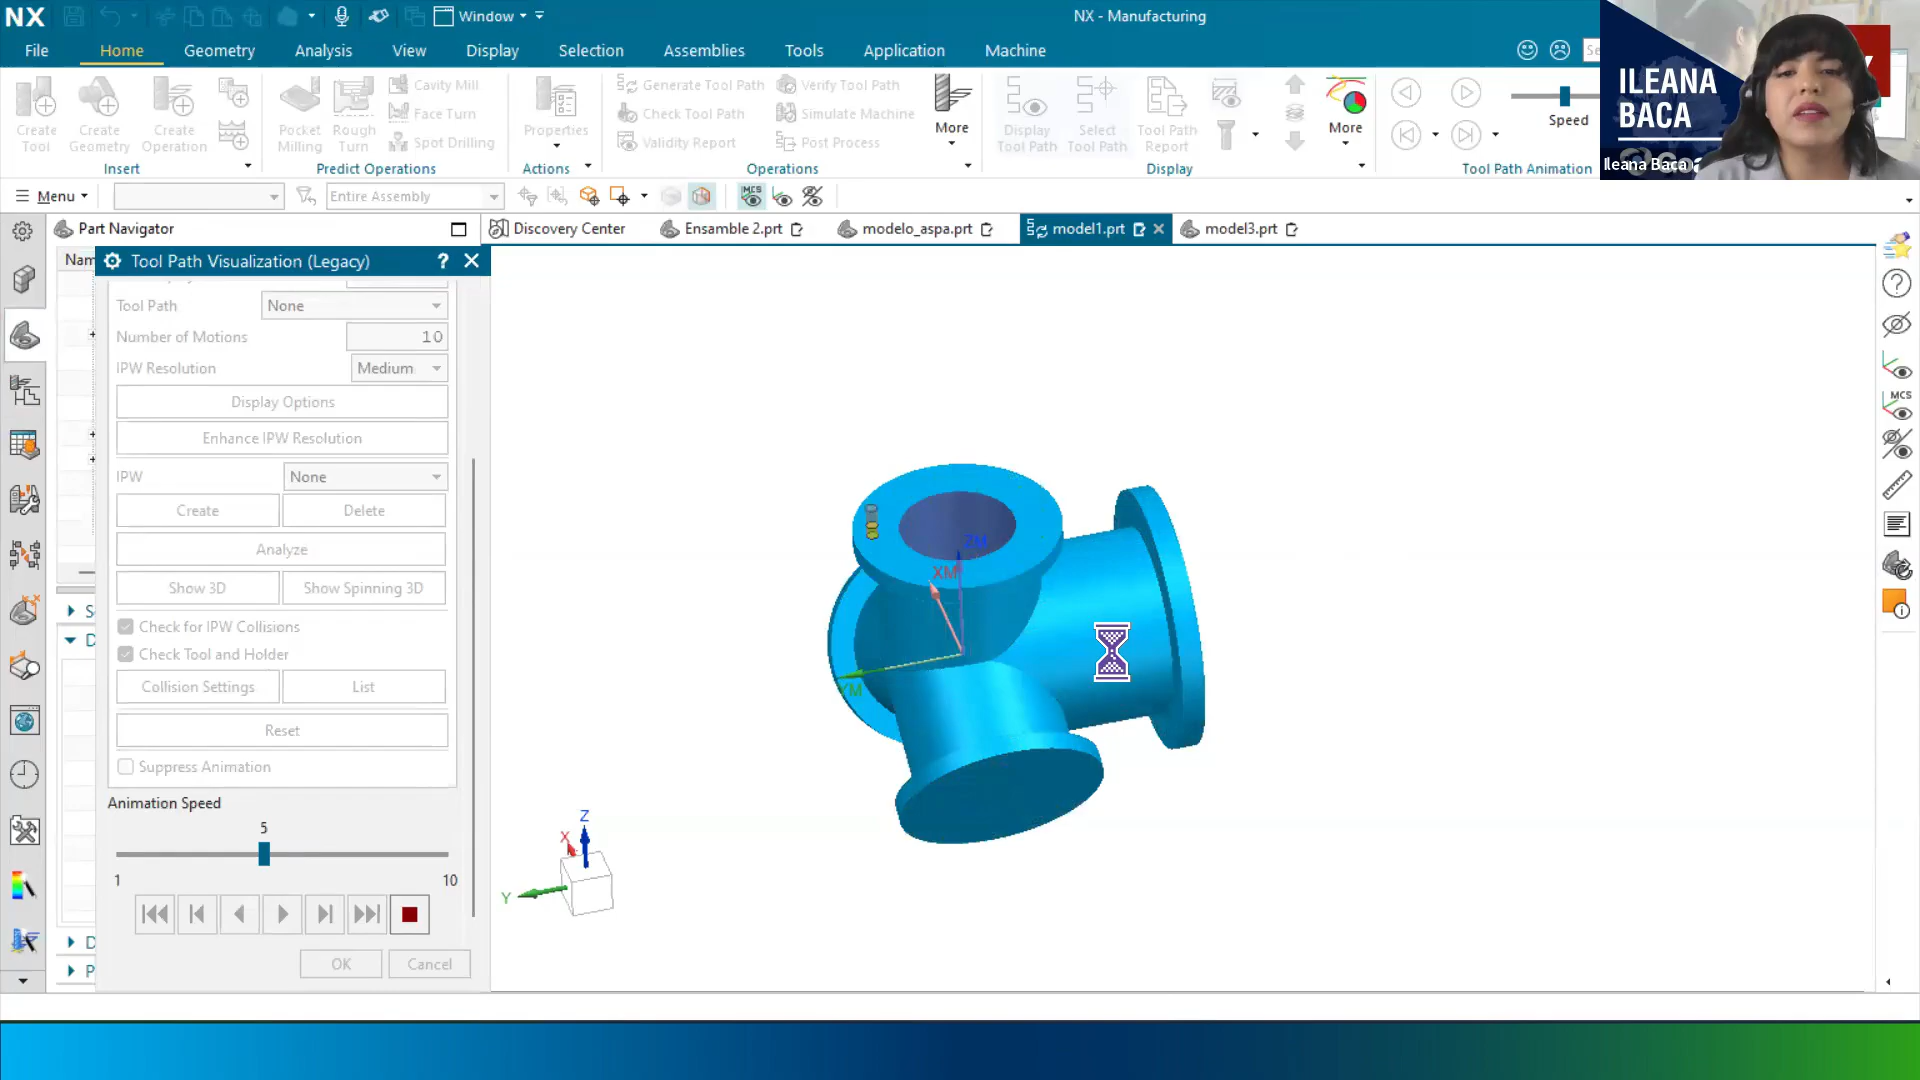 NX
Window
NX - Manufacturing
File
Home
Geometry
Analysis
View
Display
Selection
Assemblies
Tools
Application
Machine
Create Tool
Create Geometry
Create Operation
Insert
Pocket Milling
Rough Turn
Cavity Mill
Face Turn
Spot Drilling
Predict Operations
Properties
Actions
Generate Tool Path
Check Tool Path
Validity Report
Verify Tool Path
Simulate Machine
Post Process
More
Operations
Display Tool Path
Select Tool Path
Tool Path Report
More
Display
Speed
Tool Path Animation
ILEANA
BACA
Ileana Baca
Menu
Entire Assembly
MCS
Part Navigator
Discovery Center
Ensamble 2.prt
modelo_aspa.prt
model1.prt
model3.prt
Nam
Tool Path Visualization (Legacy)
?
Tool Path
None
Number of Motions
10
IPW Resolution
Medium
Display Options
Enhance IPW Resolution
IPW
None
Create
Delete
Analyze
Show 3D
Show Spinning 3D
Check for IPW Collisions
Check Tool and Holder
Collision Settings
List
Reset
Suppress Animation
Animation Speed
5
1
10
OK
Cancel
D
D
P
ZM
XM
YM
Z
X
Y
MCS